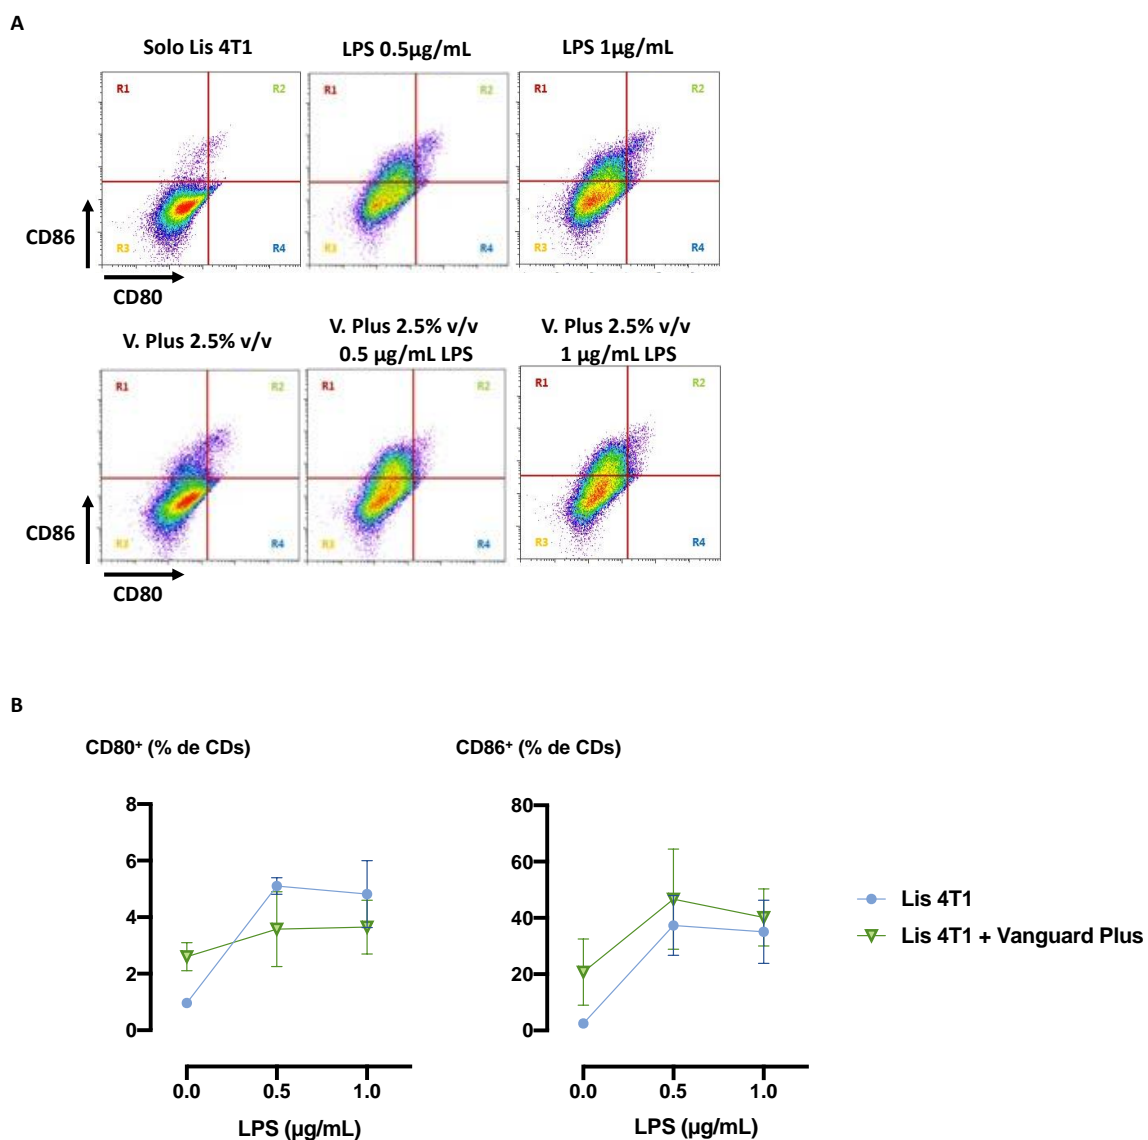 A
Solo Lis 4T1
LPS 0.5µg/mL
LPS 1µg/mL
R1
R2
R1
R2
R1
R2
R3
R4
R3
R4
R3
R4
CD86
CD80
V. Plus 2.5% v/v
V. Plus 2.5% v/v
0.5 µg/mL LPS
V. Plus 2.5% v/v
1 µg/mL LPS
R1
R2
R1
R2
R1
R2
R3
R4
R3
R4
R3
R4
CD86
CD80
B
CD80⁺ (% de CDs)
8
6
4
2
0
0.0
0.5
1.0
LPS (µg/mL)
CD86⁺ (% de CDs)
80
60
40
20
0
0.0
0.5
1.0
LPS (µg/mL)
Lis 4T1
Lis 4T1 + Vanguard Plus